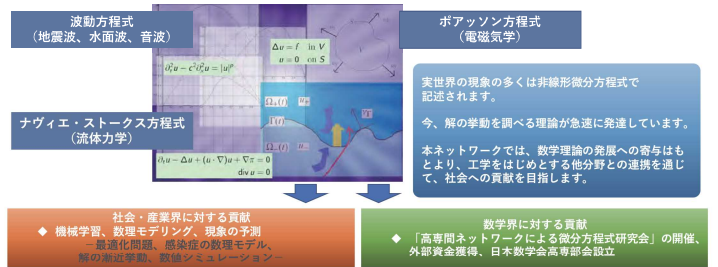 波動方程式
（地震波、水面波、音波）
ポアッソン方程式
（電磁気学）
Δu = f in V
u = 0 on S
∂ₜ²u − c²∂ₓ²u = |u|ᵖ
実世界の現象の多くは非線形微分方程式で
記述されます。
今、解の挙動を調べる理論が急速に発達しています。
本ネットワークでは、数学理論の発展への寄与はも
とより、工学をはじめとする他分野との連携を通じ
て、社会への貢献を目指します。
ナヴィエ・ストークス方程式
（流体力学）
Ω₊(t) u₊
Γ(t)
Ω₋(t) u₋
∂ₜu − Δu + (u · ∇)u + ∇π = 0
div u = 0
社会・産業界に対する貢献
◆ 機械学習、数理モデリング、現象の予測
－最適化問題、感染症の数理モデル、
解の漸近挙動、数値シミュレーション－
数学界に対する貢献
◆ 「高専間ネットワークによる微分方程式研究会」の開催、
外部資金獲得、日本数学会高専部会設立